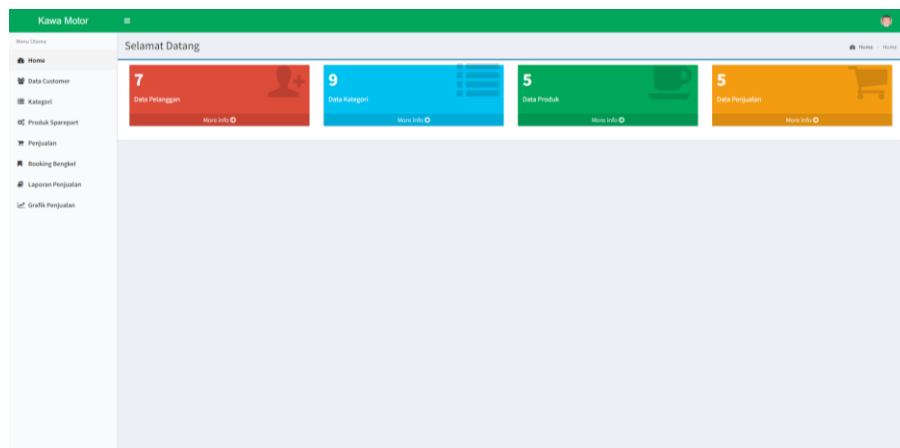 Kawa Motor
Menu Utama
Home
Data Customer
Kategori
Produk Sparepart
Penjualan
Booking Bengkel
Laporan Penjualan
Grafik Penjualan
Selamat Datang
Home > Home
7
Data Pelanggan
More info
9
Data Kategori
More info
5
Data Produk
More info
5
Data Penjualan
More info